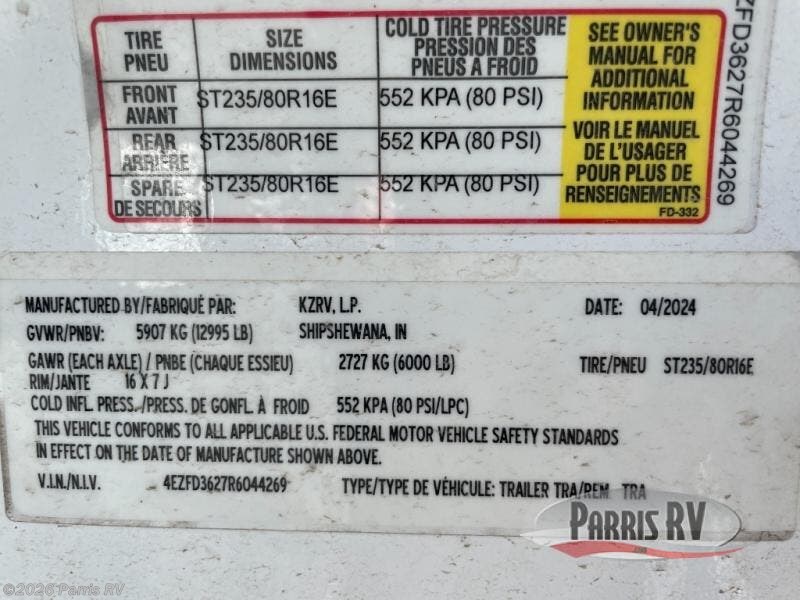 TIRE PNEU SIZE DIMENSIONS COLD TIRE PRESSURE PRESSION DES PNEUS A FROID
SEE OWNER'S
MANUAL FOR
ADDITIONAL
INFORMATION
VOIR LE MANUEL
DE L'USAGER
POUR PLUS DE
RENSEIGNEMENTS
FD-332
FRONT AVANT ST235/80R16E 552 KPA (80 PSI)
REAR ARRIÈRE ST235/80R16E 552 KPA (80 PSI)
SPARE DE SECOURS ST235/80R16E 552 KPA (80 PSI)
ZFD3627R6044269
MANUFACTURED BY/FABRIQUÉ PAR: KZRV, L.P. DATE: 04/2024
GVWR/PNBV: 5907 KG (12995 LB) SHIPSHEWANA, IN
GAWR (EACH AXLE) / PNBE (CHAQUE ESSIEU) 2727 KG (6000 LB) TIRE/PNEU ST235/80R16E
RIM/JANTE 16 X 7 J
COLD INFL. PRESS./PRESS. DE GONFL. À FROID 552 KPA (80 PSI/LPC)
THIS VEHICLE CONFORMS TO ALL APPLICABLE U.S. FEDERAL MOTOR VEHICLE SAFETY STANDARDS
IN EFFECT ON THE DATE OF MANUFACTURE SHOWN ABOVE.
V.I.N./N.I.V. 4EZFD3627R6044269 TYPE/TYPE DE VÉHICULE: TRAILER TRA/REM TRA
PARRIS RV
©2026 Parris RV